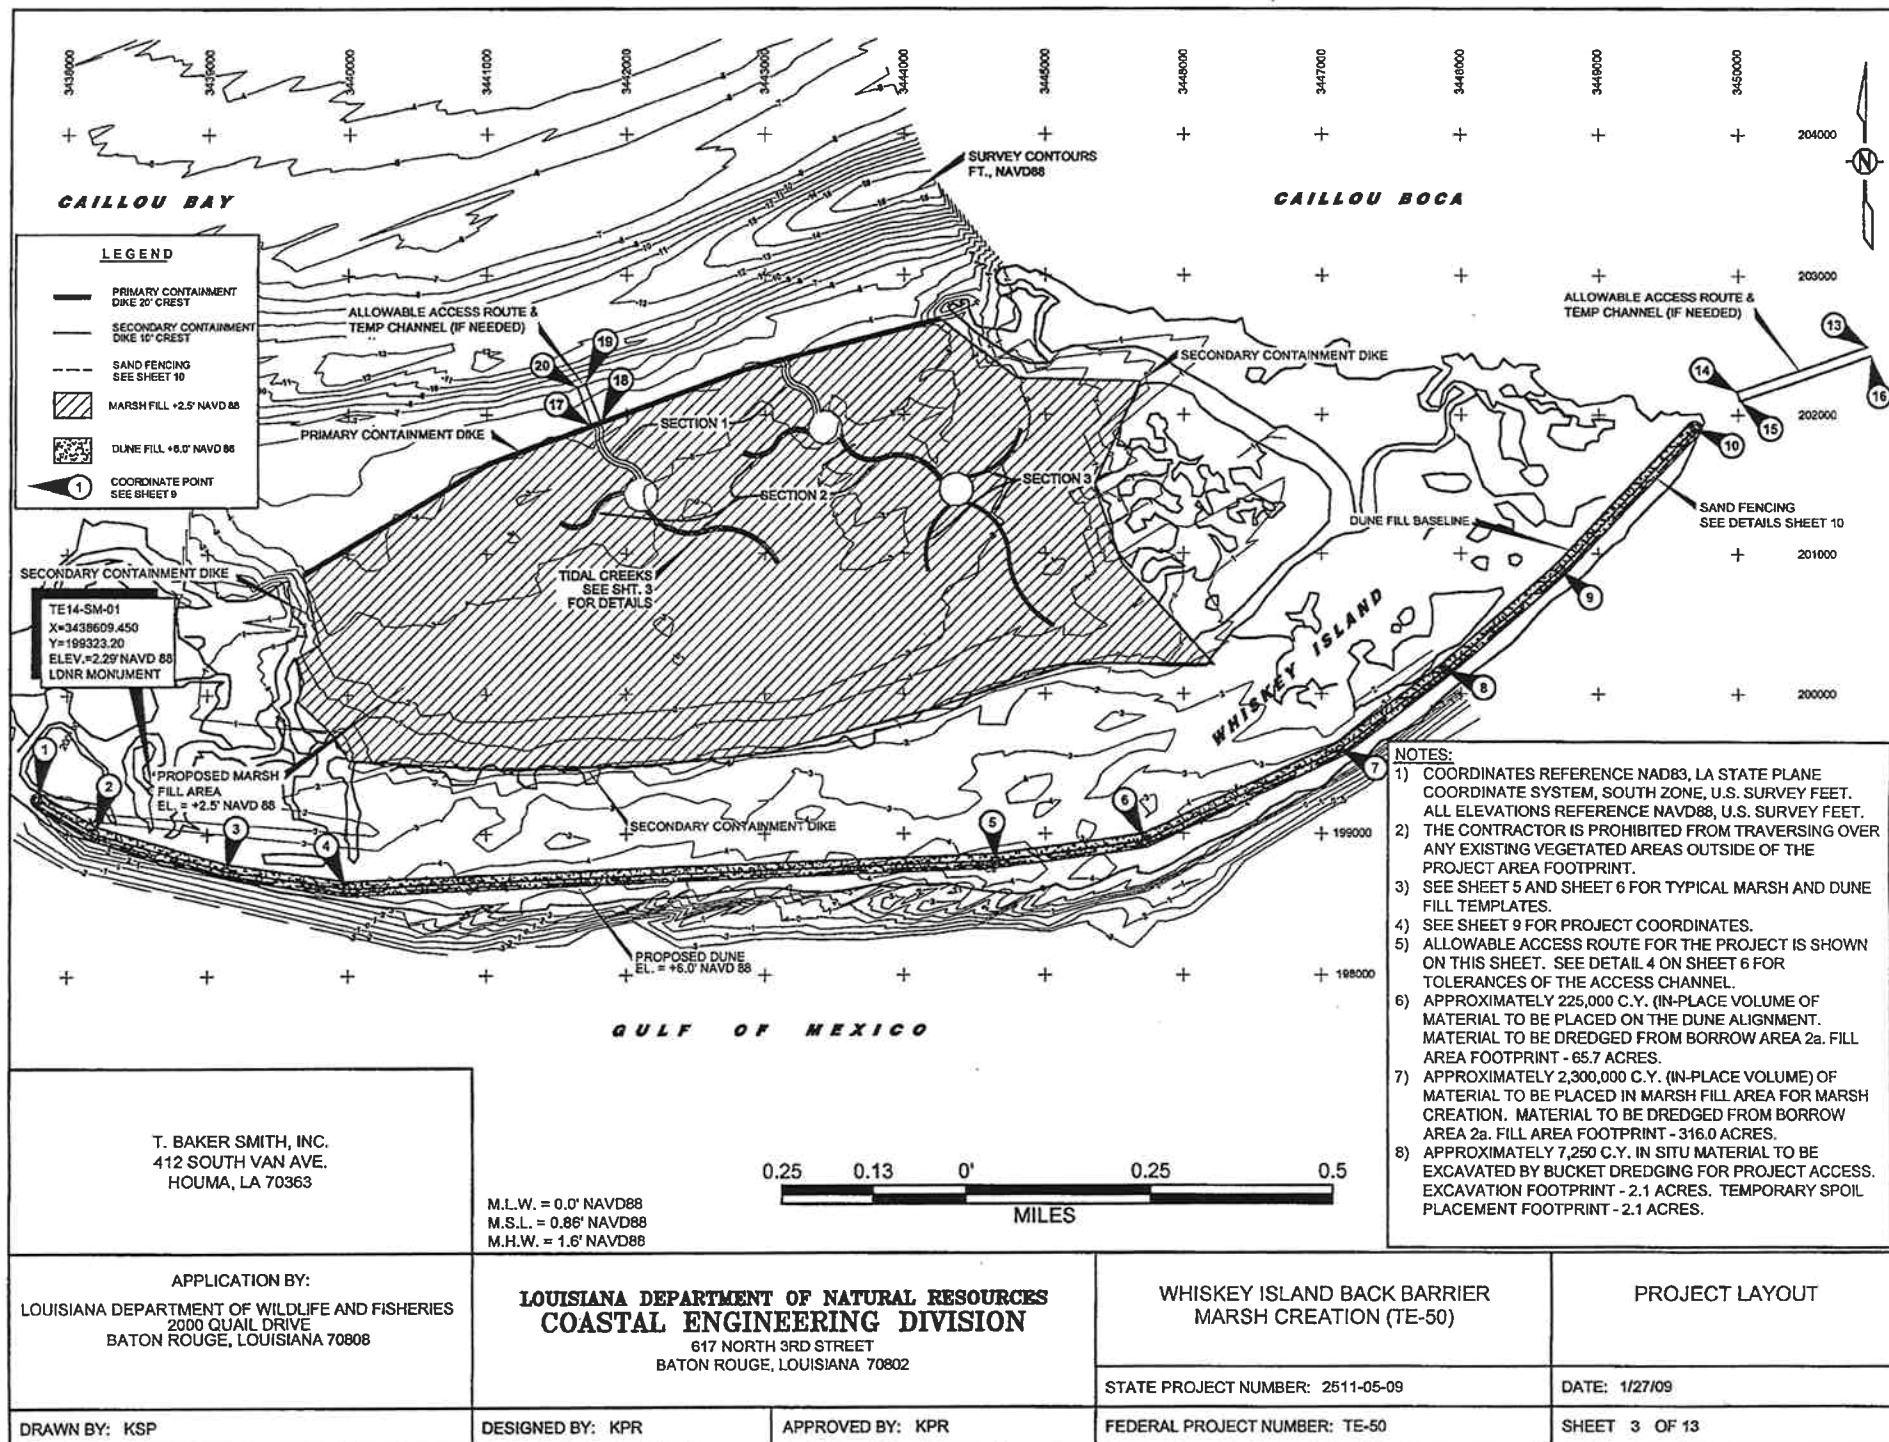 3438000
3439000
3440000
3441000
3442000
3443000
3444000
3445000
3448000
3447000
3448000
3449000
3450000
204000
203000
202000
201000
200000
199000
198000
N
CAILLOU BAY
CAILLOU BOCA
SURVEY CONTOURS
FT., NAVD88
LEGEND
PRIMARY CONTAINMENT
DIKE 20' CREST
SECONDARY CONTAINMENT
DIKE 10' CREST
SAND FENCING
SEE SHEET 10
MARSH FILL +2.5' NAVD 88
DUNE FILL +6.0' NAVD 88
1
COORDINATE POINT
SEE SHEET 9
ALLOWABLE ACCESS ROUTE &
TEMP CHANNEL (IF NEEDED)
ALLOWABLE ACCESS ROUTE &
TEMP CHANNEL (IF NEEDED)
13
14
15
16
10
19
20
18
17
PRIMARY CONTAINMENT DIKE
SECTION 1
SECTION 2
SECTION 3
SECONDARY CONTAINMENT DIKE
DUNE FILL BASELINE
SAND FENCING
SEE DETAILS SHEET 10
TIDAL CREEKS
SEE SHT. 3
FOR DETAILS
SECONDARY CONTAINMENT DIKE
TE14-SM-01
X=3438609.450
Y=199323.20
ELEV.=2.29' NAVD 88
LDNR MONUMENT
WHISKEY ISLAND
9
8
7
6
5
4
3
2
1
PROPOSED MARSH
FILL AREA
EL. = +2.5' NAVD 88
SECONDARY CONTAINMENT DIKE
PROPOSED DUNE
EL. = +6.0' NAVD 88
GULF OF MEXICO
NOTES:
1) COORDINATES REFERENCE NAD83, LA STATE PLANE
COORDINATE SYSTEM, SOUTH ZONE, U.S. SURVEY FEET.
ALL ELEVATIONS REFERENCE NAVD88, U.S. SURVEY FEET.
2) THE CONTRACTOR IS PROHIBITED FROM TRAVERSING OVER
ANY EXISTING VEGETATED AREAS OUTSIDE OF THE
PROJECT AREA FOOTPRINT.
3) SEE SHEET 5 AND SHEET 6 FOR TYPICAL MARSH AND DUNE
FILL TEMPLATES.
4) SEE SHEET 9 FOR PROJECT COORDINATES.
5) ALLOWABLE ACCESS ROUTE FOR THE PROJECT IS SHOWN
ON THIS SHEET. SEE DETAIL 4 ON SHEET 6 FOR
TOLERANCES OF THE ACCESS CHANNEL.
6) APPROXIMATELY 225,000 C.Y. (IN-PLACE VOLUME OF
MATERIAL TO BE PLACED ON THE DUNE ALIGNMENT.
MATERIAL TO BE DREDGED FROM BORROW AREA 2a. FILL
AREA FOOTPRINT - 65.7 ACRES.
7) APPROXIMATELY 2,300,000 C.Y. (IN-PLACE VOLUME) OF
MATERIAL TO BE PLACED IN MARSH FILL AREA FOR MARSH
CREATION. MATERIAL TO BE DREDGED FROM BORROW
AREA 2a. FILL AREA FOOTPRINT - 316.0 ACRES.
8) APPROXIMATELY 7,250 C.Y. IN SITU MATERIAL TO BE
EXCAVATED BY BUCKET DREDGING FOR PROJECT ACCESS.
EXCAVATION FOOTPRINT - 2.1 ACRES. TEMPORARY SPOIL
PLACEMENT FOOTPRINT - 2.1 ACRES.
T. BAKER SMITH, INC.
412 SOUTH VAN AVE.
HOUMA, LA 70363
M.L.W. = 0.0' NAVD88
M.S.L. = 0.86' NAVD88
M.H.W. = 1.6' NAVD88
0.25 0.13 0' 0.25 0.5
MILES
APPLICATION BY:
LOUISIANA DEPARTMENT OF WILDLIFE AND FISHERIES
2000 QUAIL DRIVE
BATON ROUGE, LOUISIANA 70808
LOUISIANA DEPARTMENT OF NATURAL RESOURCES
COASTAL ENGINEERING DIVISION
617 NORTH 3RD STREET
BATON ROUGE, LOUISIANA 70802
WHISKEY ISLAND BACK BARRIER
MARSH CREATION (TE-50)
PROJECT LAYOUT
STATE PROJECT NUMBER: 2511-05-09
DATE: 1/27/09
DRAWN BY: KSP
DESIGNED BY: KPR
APPROVED BY: KPR
FEDERAL PROJECT NUMBER: TE-50
SHEET 3 OF 13